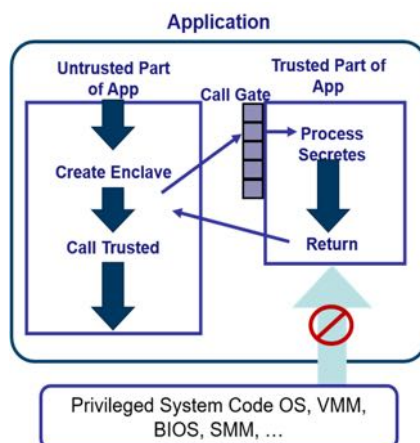 Application
Untrusted Part
of App
Call Gate
Trusted Part of
App
Process
Secretes
Create Enclave
Call Trusted
Return
Privileged System Code OS, VMM,
BIOS, SMM, ...